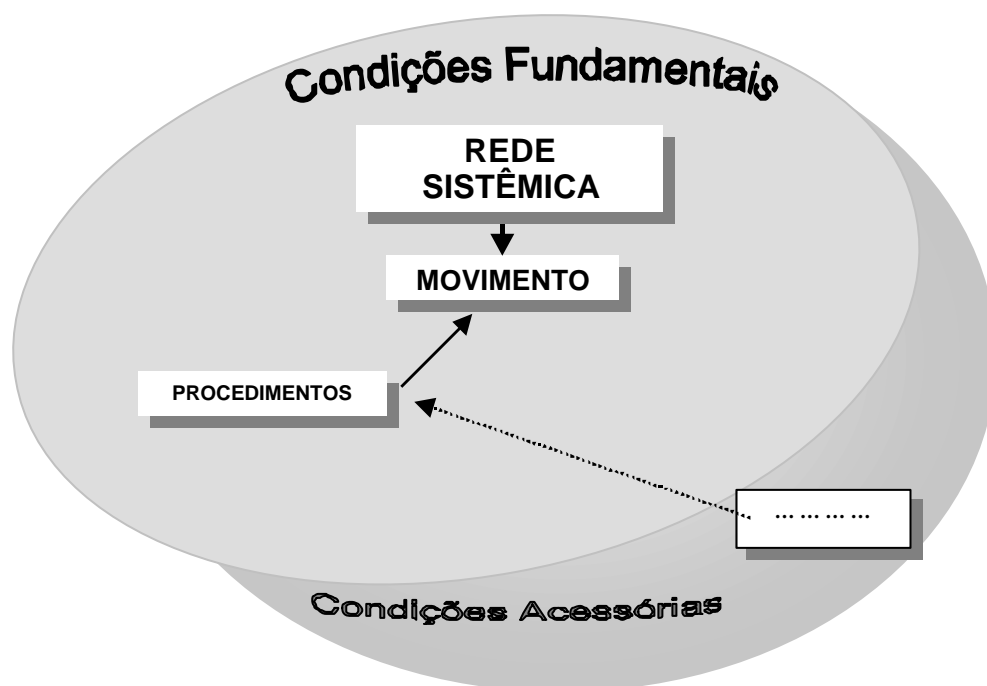 Condições Fundamentais
REDE
SISTÊMICA
MOVIMENTO
PROCEDIMENTOS
... ... ... ...
Condições Acessórias